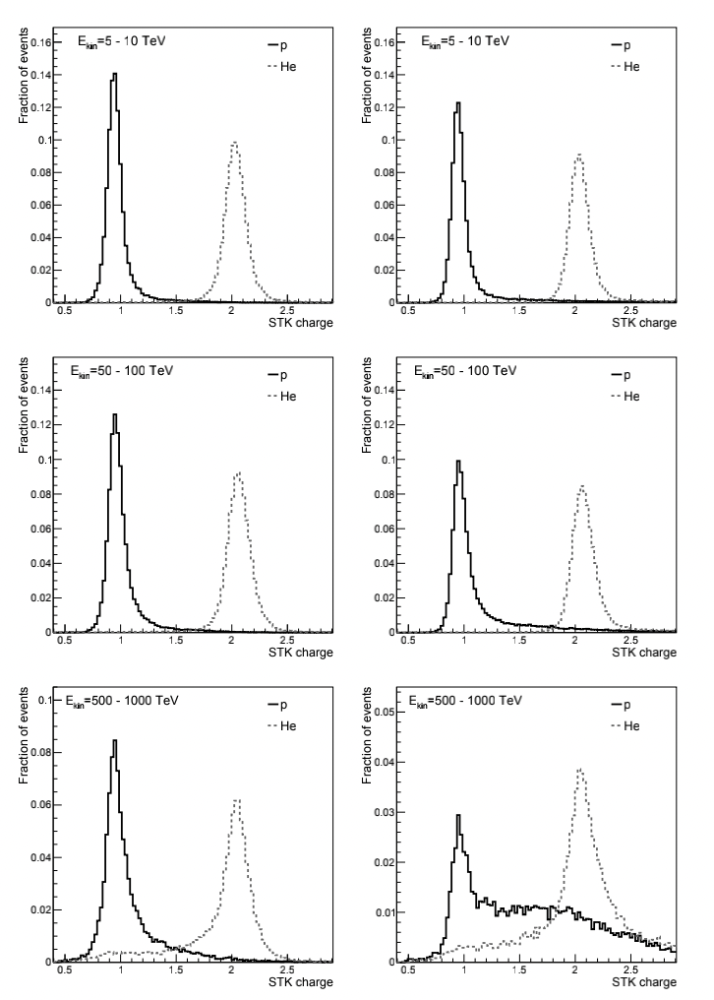 Fraction of events
E_kin=5 - 10 TeV
p
He
0.16
0.14
0.12
0.1
0.08
0.06
0.04
0.02
0
0.5 1 1.5 2 2.5
STK charge
Fraction of events
E_kin=5 - 10 TeV
p
He
0.16
0.14
0.12
0.1
0.08
0.06
0.04
0.02
0
0.5 1 1.5 2 2.5
STK charge
Fraction of events
E_kin=50 - 100 TeV
p
He
0.14
0.12
0.1
0.08
0.06
0.04
0.02
0
0.5 1 1.5 2 2.5
STK charge
Fraction of events
E_kin=50 - 100 TeV
p
He
0.14
0.12
0.1
0.08
0.06
0.04
0.02
0
0.5 1 1.5 2 2.5
STK charge
Fraction of events
E_kin=500 - 1000 TeV
p
He
0.1
0.08
0.06
0.04
0.02
0
0.5 1 1.5 2 2.5
STK charge
Fraction of events
E_kin=500 - 1000 TeV
p
He
0.05
0.04
0.03
0.02
0.01
0
0.5 1 1.5 2 2.5
STK charge